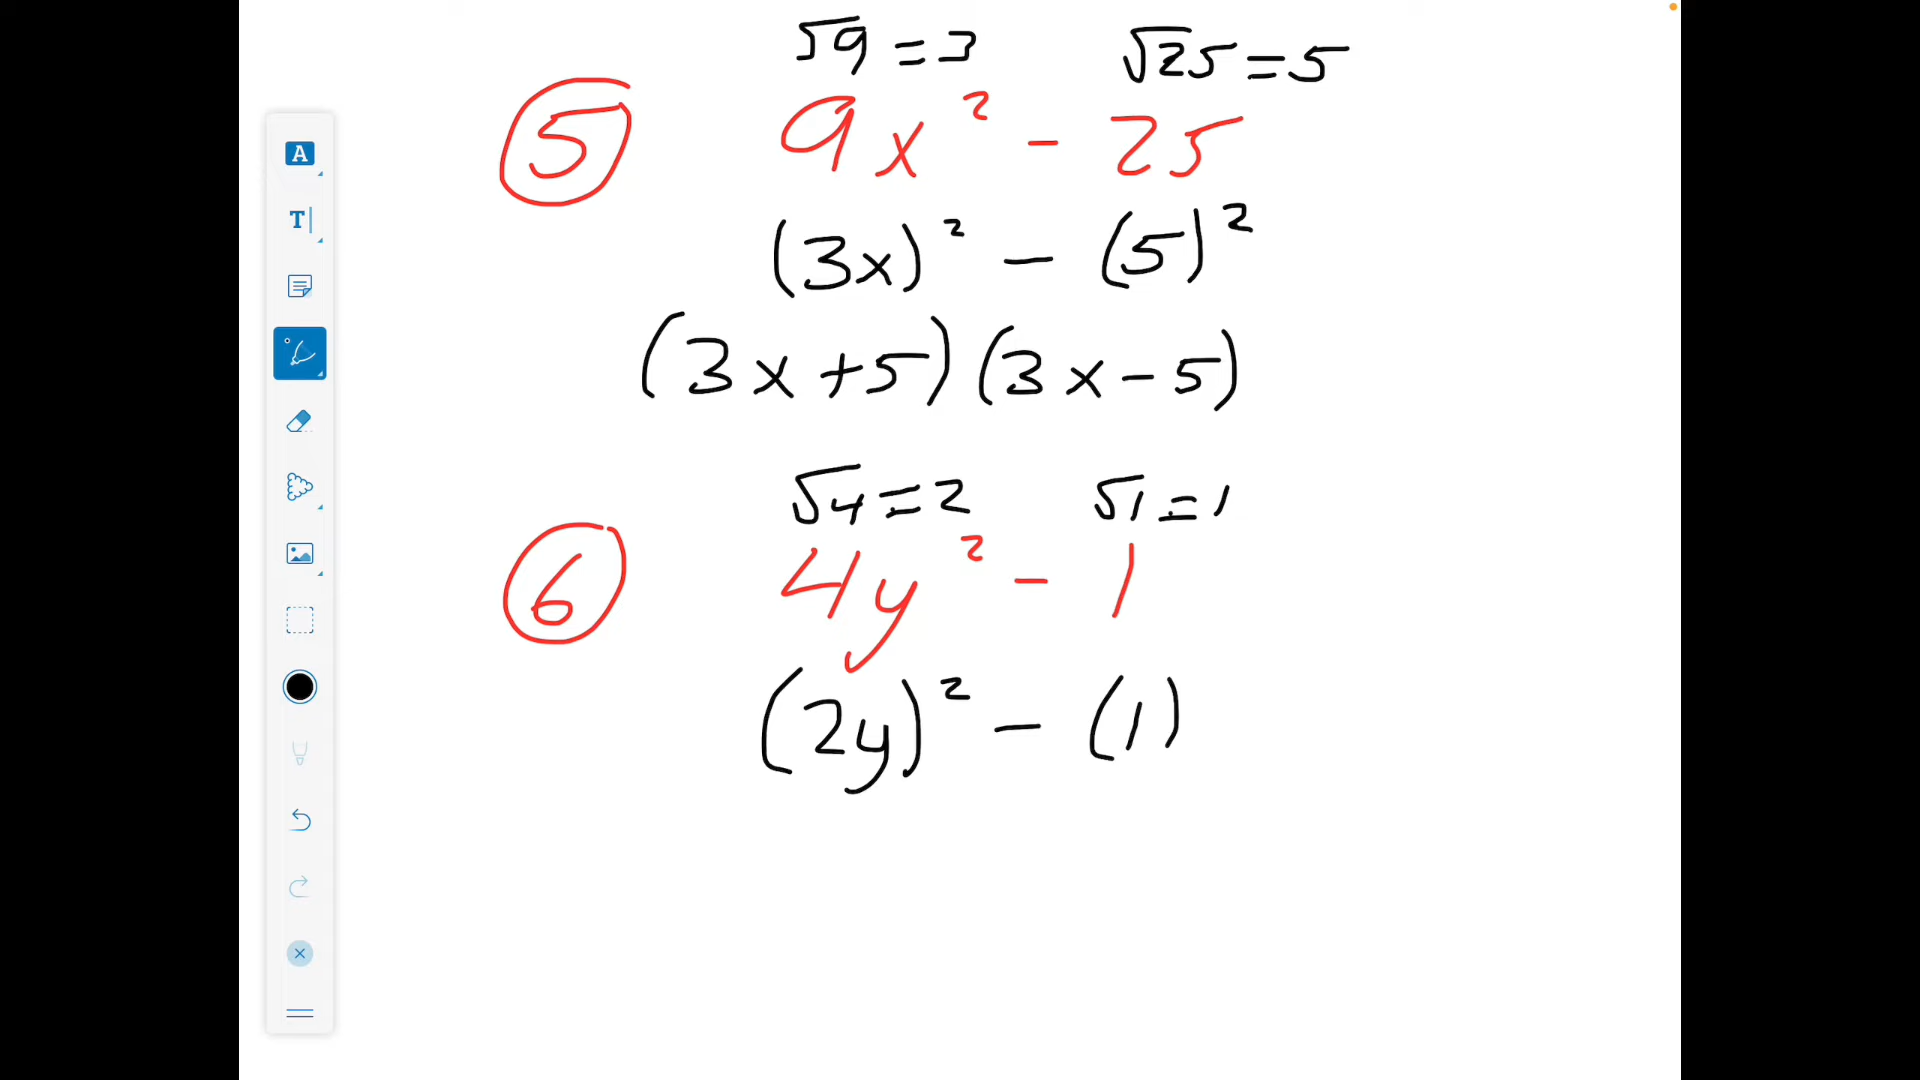 √9 = 3 √25 = 5
5 9x² - 25
(3x)² - (5)²
(3x+5)(3x-5)
√4 = 2 √1 = 1
6 4y² - 1
(2y)² - (1)
A
T